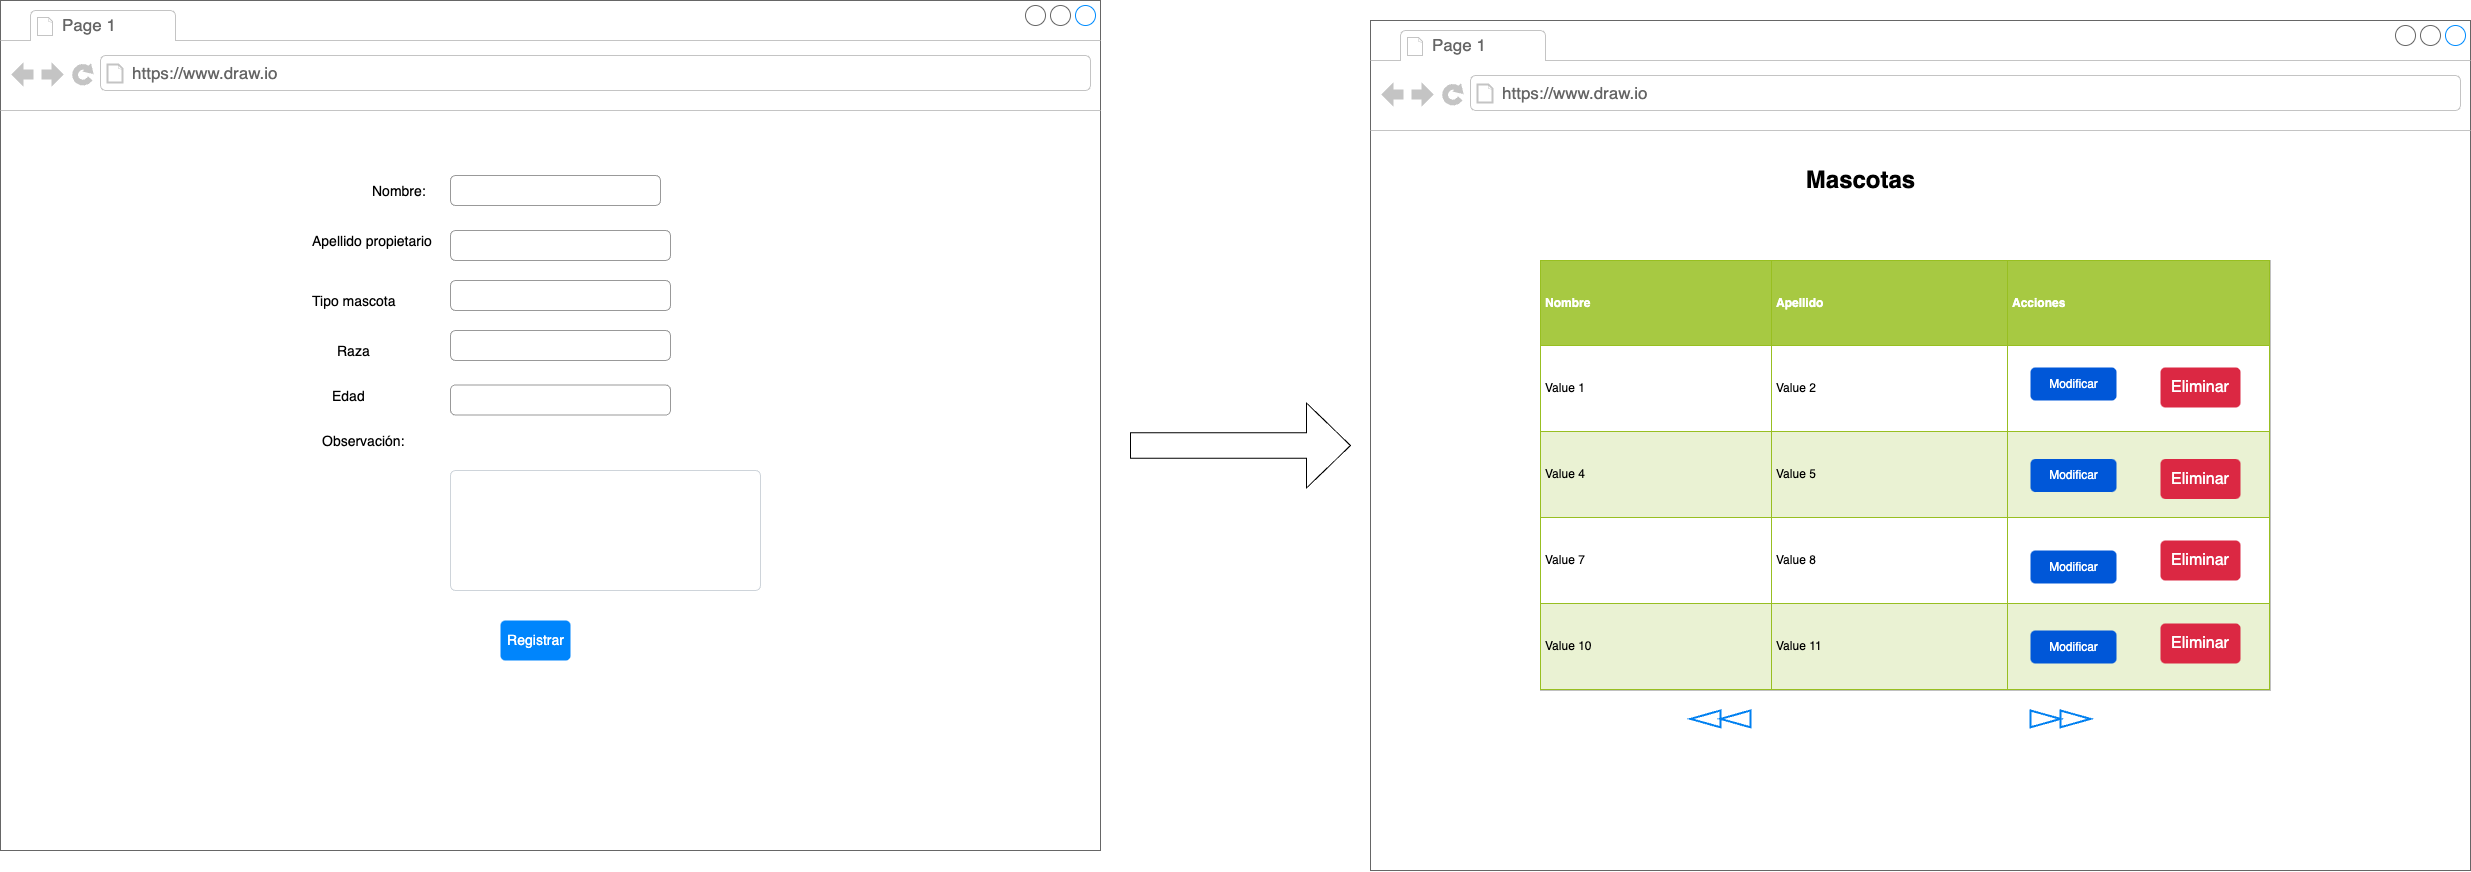 Page 1
https://www.draw.io
Nombre:
Apellido propietario
Tipo mascota
Raza
Edad
Observación:
Registrar
Page 1
https://www.draw.io
Mascotas
Nombre Apellido Acciones
Value 1 Value 2 Modificar Eliminar
Value 4 Value 5 Modificar Eliminar
Value 7 Value 8 Modificar Eliminar
Value 10 Value 11 Modificar Eliminar